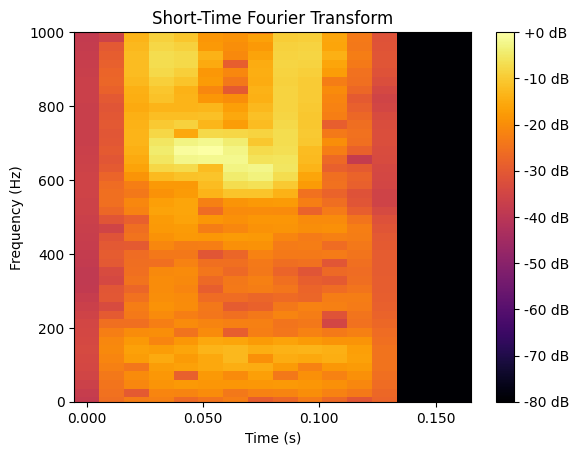 Short-Time Fourier Transform
1000
800
600
400
200
0
Frequency (Hz)
0.000
0.050
0.100
0.150
Time (s)
+0 dB
-10 dB
-20 dB
-30 dB
-40 dB
-50 dB
-60 dB
-70 dB
-80 dB